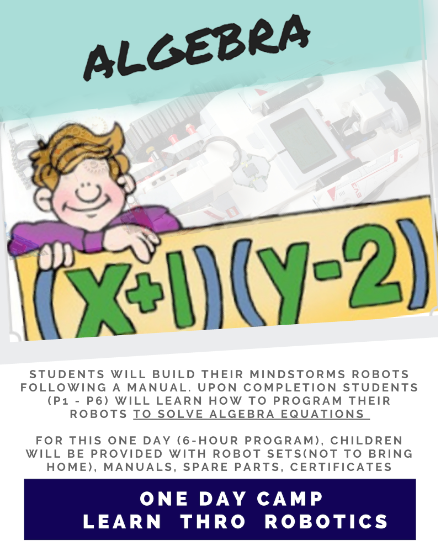 ALGEBRA
(x+1)(y-2)
STUDENTS WILL BUILD THEIR MINDSTORMS ROBOTS
FOLLOWING A MANUAL. UPON COMPLETION STUDENTS
(P1 - P6) WILL LEARN HOW TO PROGRAM THEIR
ROBOTS TO SOLVE ALGEBRA EQUATIONS
FOR THIS ONE DAY (6-HOUR PROGRAM), CHILDREN
WILL BE PROVIDED WITH ROBOT SETS(NOT TO BRING
HOME), MANUALS, SPARE PARTS, CERTIFICATES
ONE DAY CAMP
LEARN THRO ROBOTICS